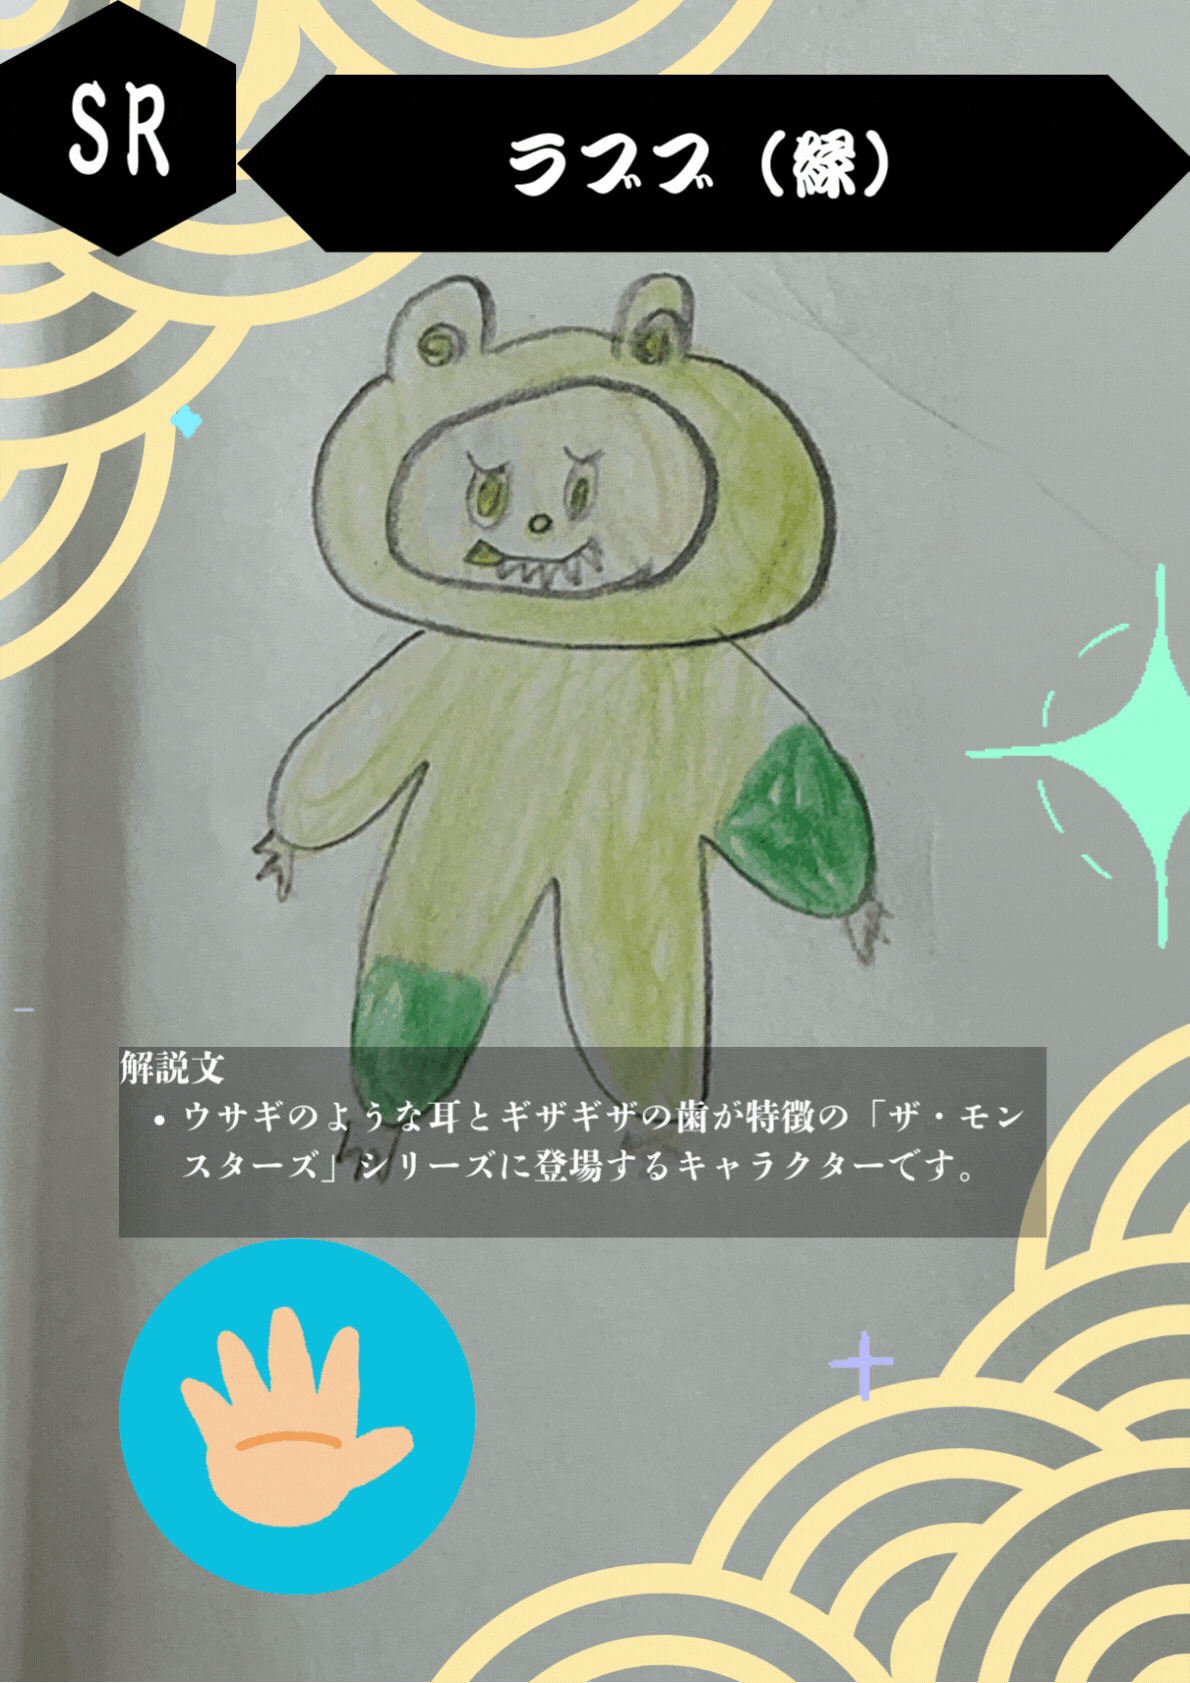 SR
ラブブ（緑）
解説文
• ウサギのような耳とギザギザの歯が特徴の「ザ・モン
スターズ」シリーズに登場するキャラクターです。